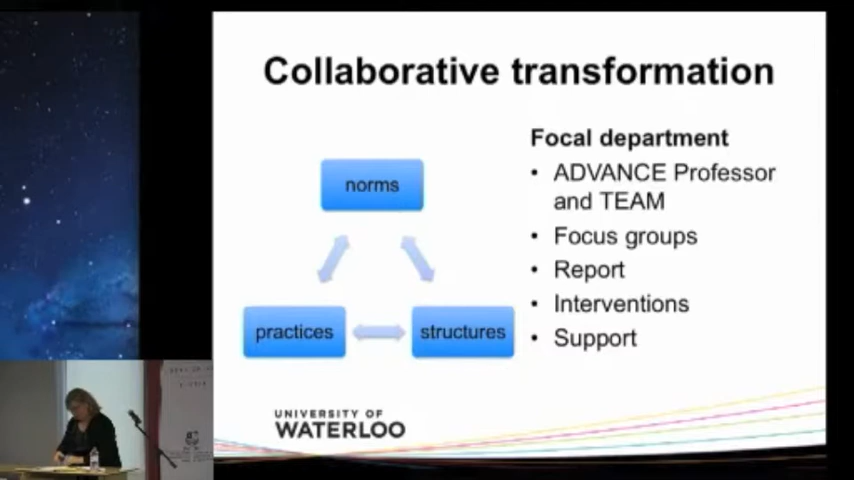 Collaborative transformation
norms
practices
structures
Focal department
• ADVANCE Professor
and TEAM
• Focus groups
• Report
• Interventions
• Support
UNIVERSITY OF
WATERLOO